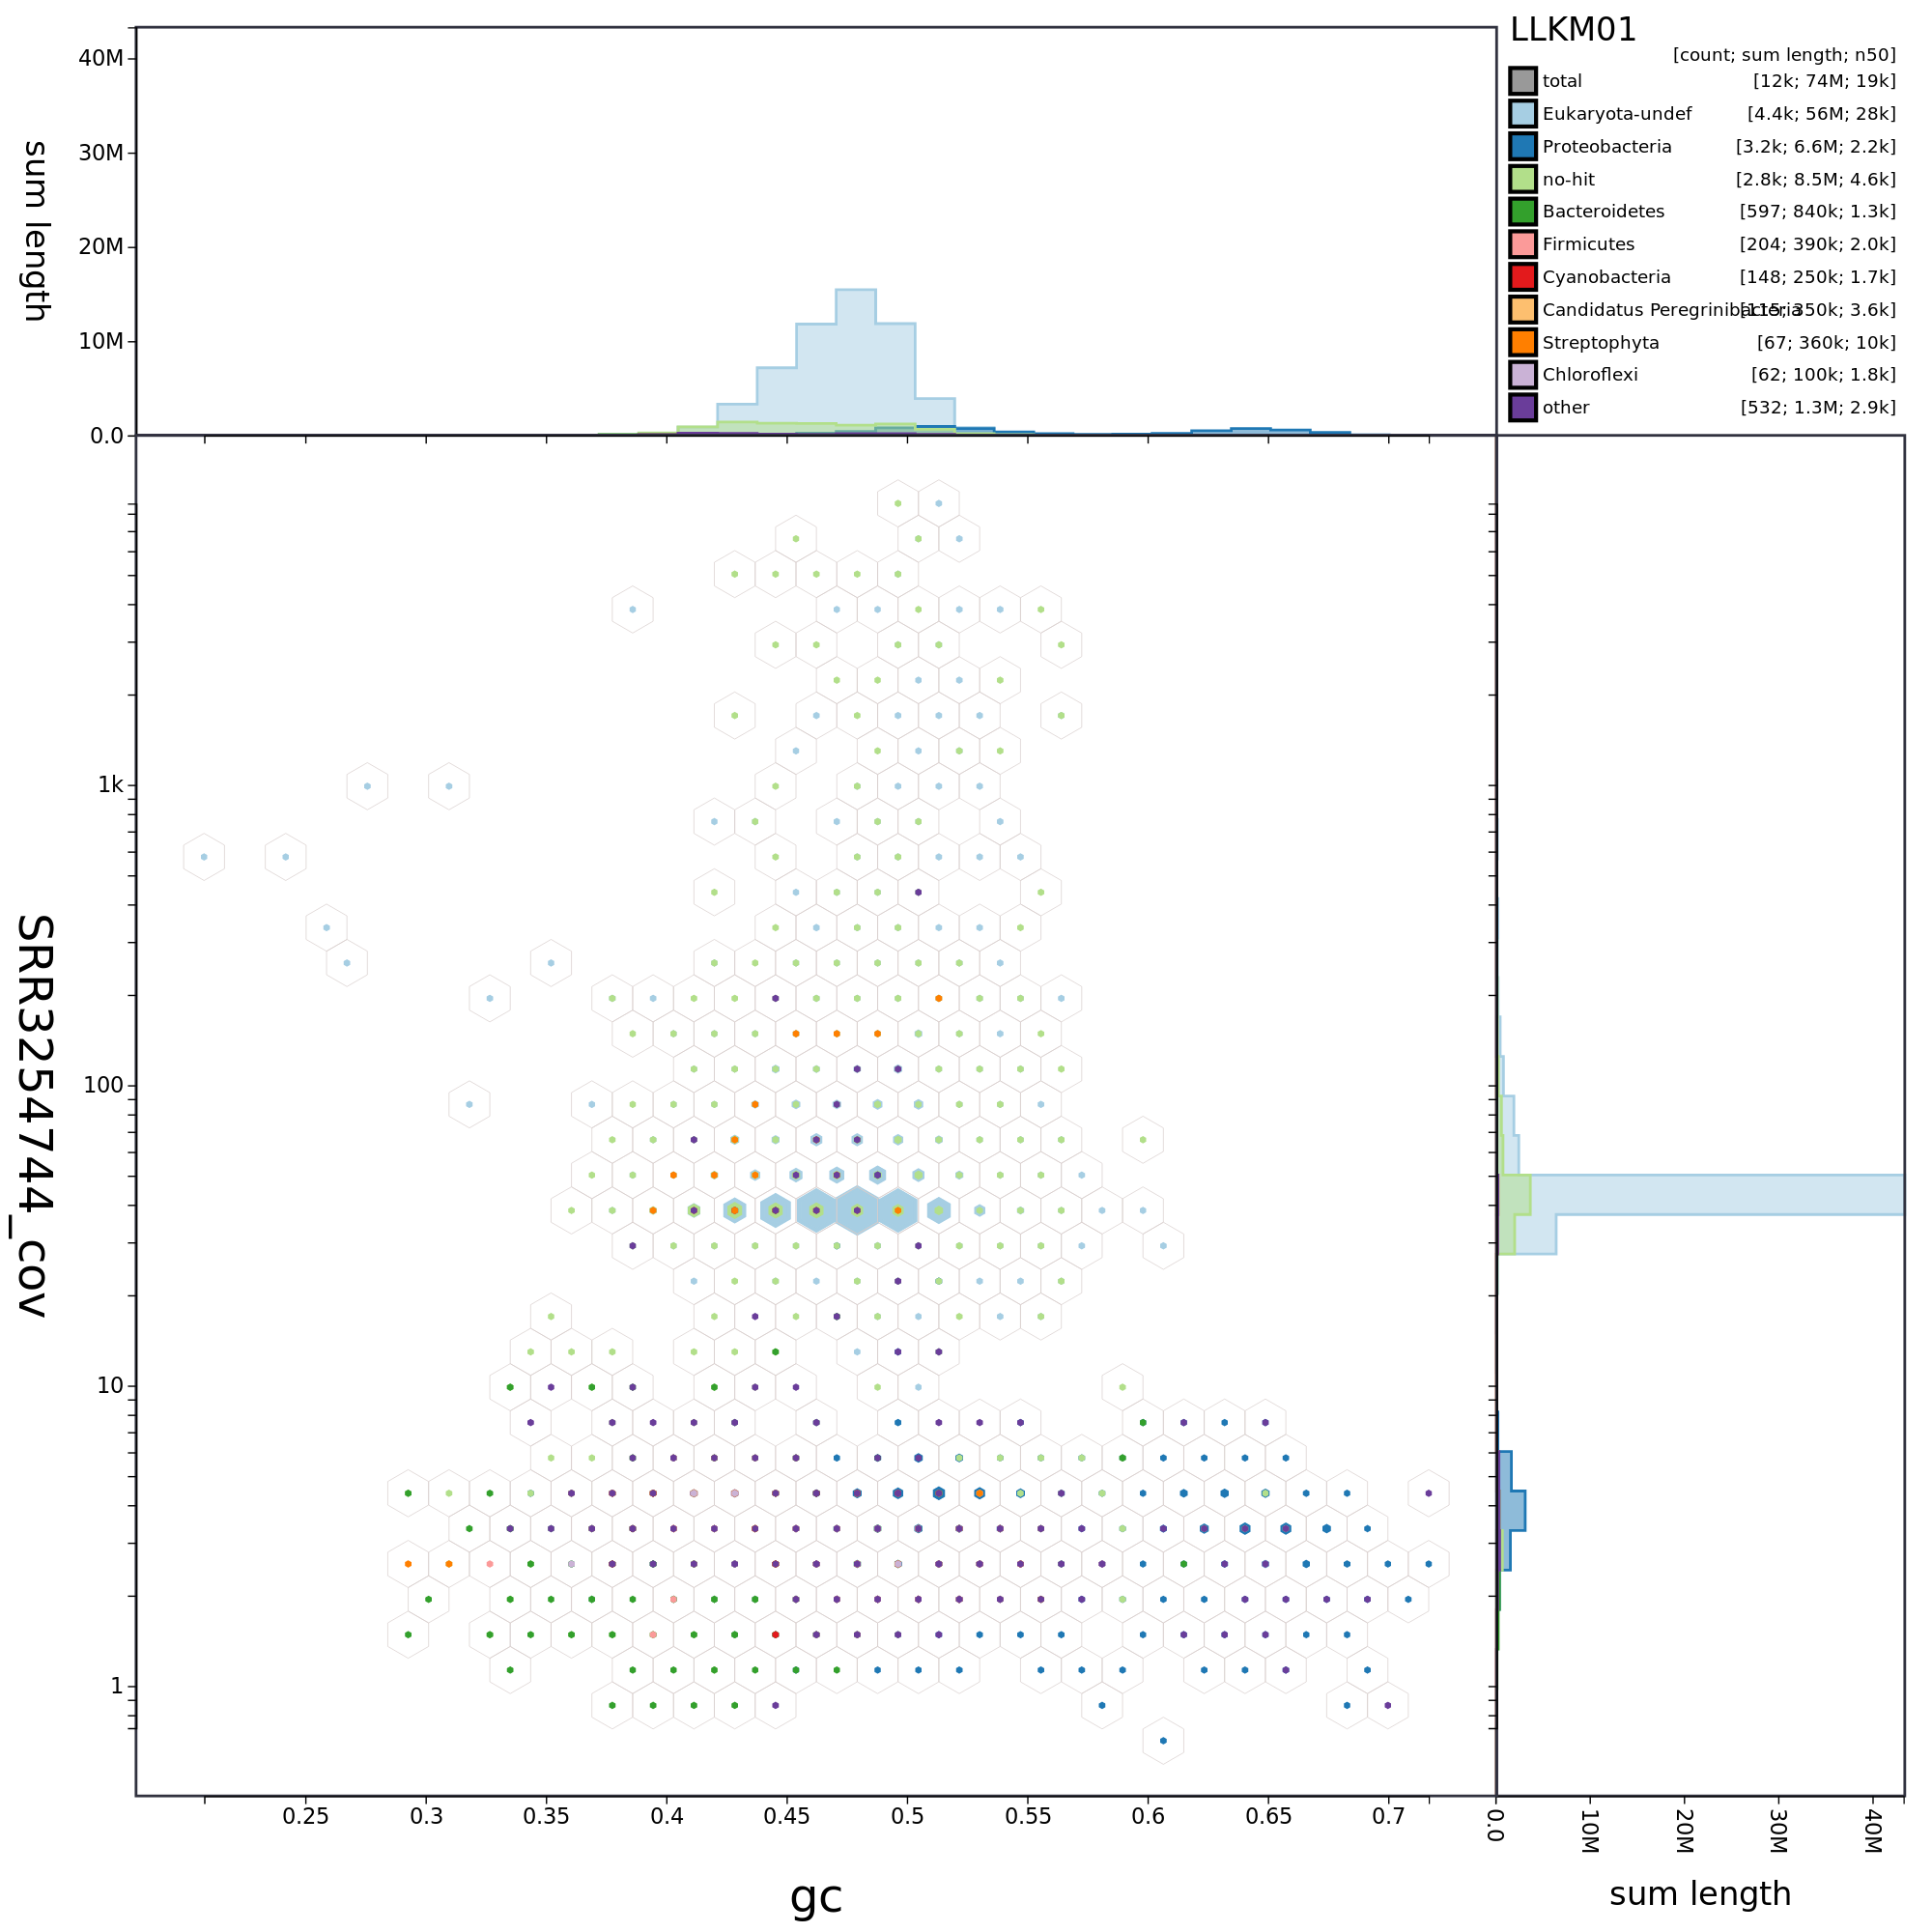 LLKM01
[count; sum length; n50]
total [12k; 74M; 19k]
Eukaryota-undef [4.4k; 56M; 28k]
Proteobacteria [3.2k; 6.6M; 2.2k]
no-hit [2.8k; 8.5M; 4.6k]
Bacteroidetes [597; 840k; 1.3k]
Firmicutes [204; 390k; 2.0k]
Cyanobacteria [148; 250k; 1.7k]
Candidatus Peregrinibacteria [115; 350k; 3.6k]
Streptophyta [67; 360k; 10k]
Chloroflexi [62; 100k; 1.8k]
other [532; 1.3M; 2.9k]
sum length
40M
30M
20M
10M
0.0
SRR3254744_cov
1k
100
10
1
0.25 0.3 0.35 0.4 0.45 0.5 0.55 0.6 0.65 0.7
gc
0.0 10M 20M 30M 40M
sum length